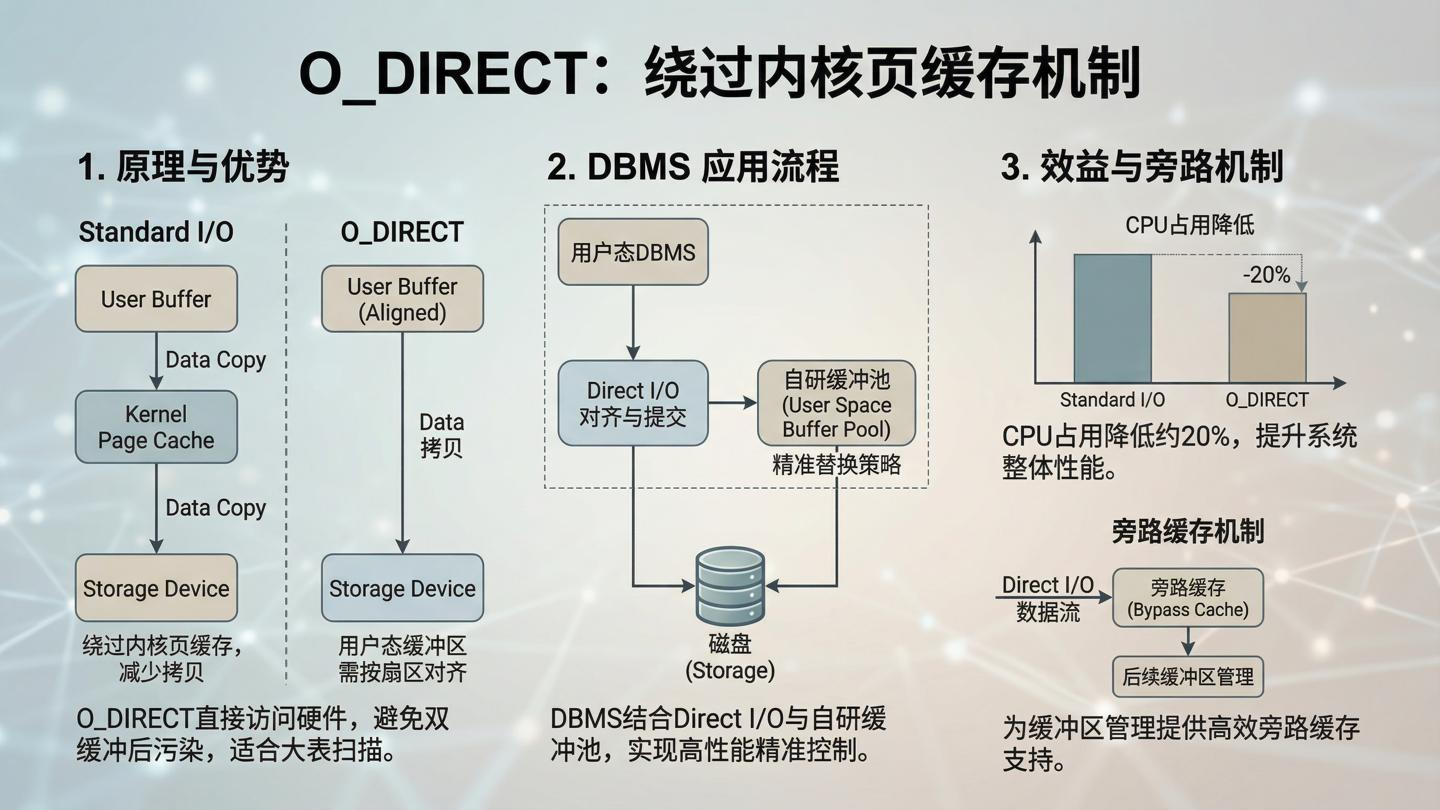 O_DIRECT：绕过内核页缓存机制
1. 原理与优势
Standard I/O
O_DIRECT
User Buffer
User Buffer
(Aligned)
Data Copy
Kernel
Page Cache
Data
拷贝
Data Copy
Storage Device
Storage Device
绕过内核页缓存，
减少拷贝
用户态缓冲区
需按扇区对齐
O_DIRECT直接访问硬件，避免双
缓冲后污染，适合大表扫描。
2. DBMS 应用流程
用户态DBMS
Direct I/O
对齐与提交
自研缓冲池
(User Space
Buffer Pool)
精准替换策略
磁盘
(Storage)
DBMS结合Direct I/O与自研缓
冲池，实现高性能精准控制。
3. 效益与旁路机制
CPU占用降低
-20%
Standard I/O
O_DIRECT
CPU占用降低约20%，提升系统
整体性能。
旁路缓存机制
Direct I/O
数据流
旁路缓存
(Bypass Cache)
后续缓冲区管理
为缓冲区管理提供高效旁路缓存
支持。